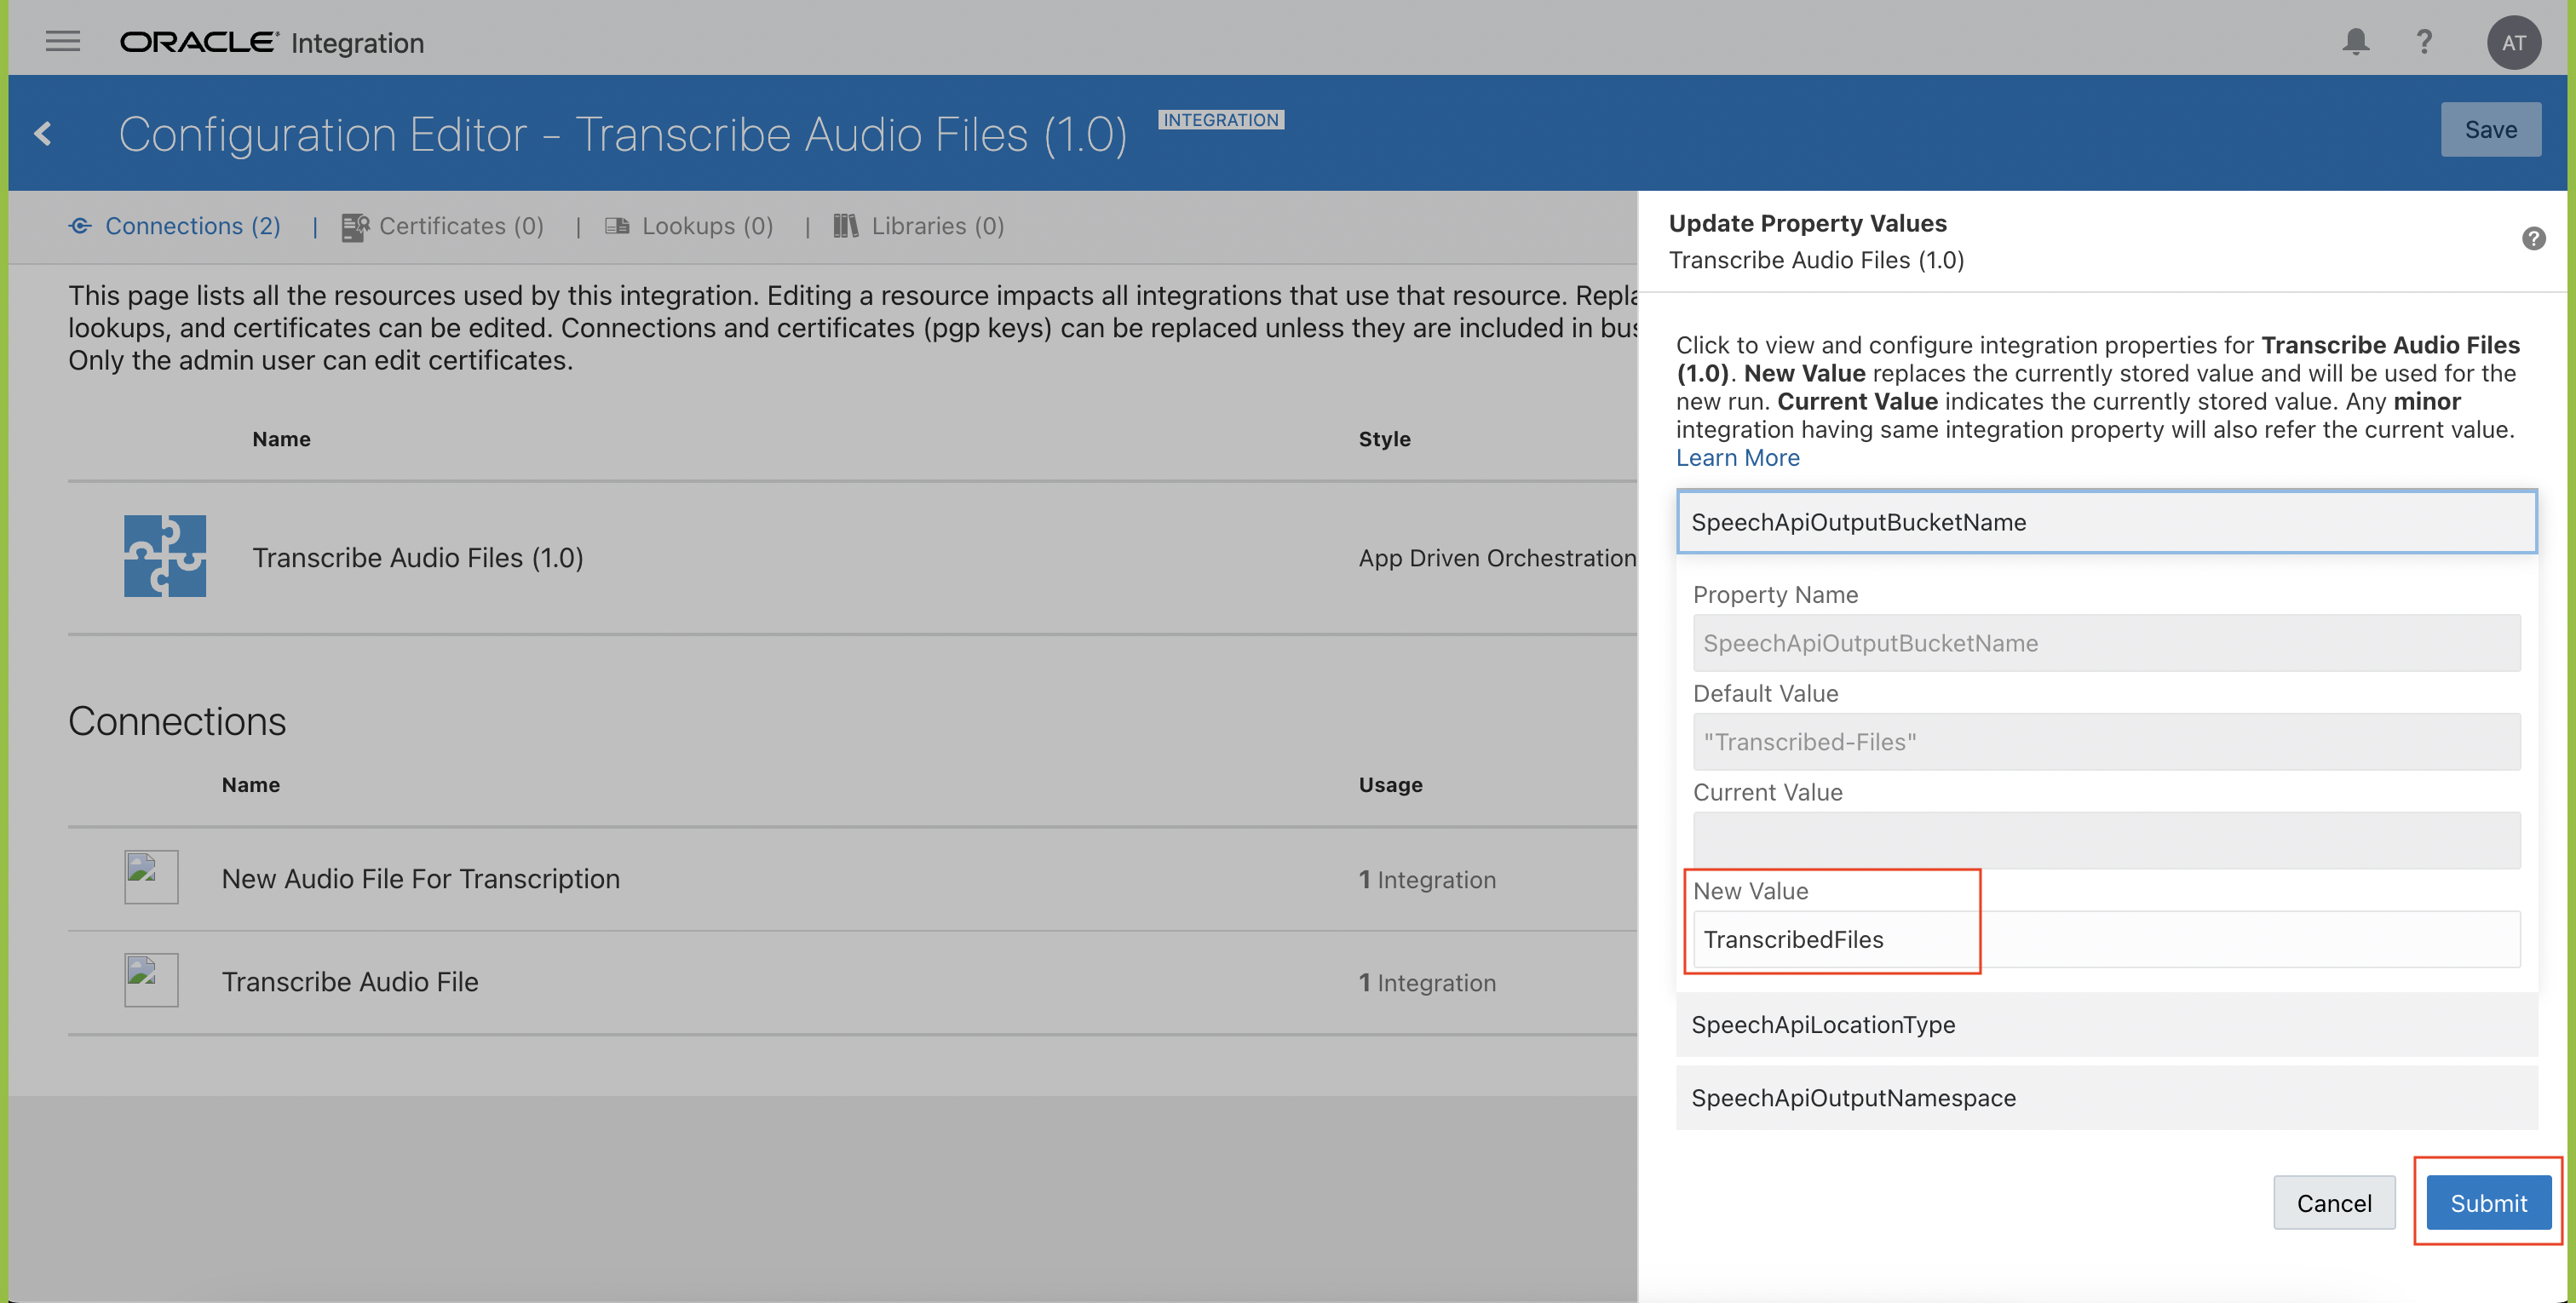 ORACLE Integration
AT
Configuration Editor – Transcribe Audio Files (1.0)
INTEGRATION
Save
Connections (2) | Certificates (0) | Lookups (0) | Libraries (0)
This page lists all the resources used by this integration. Editing a resource impacts all integrations that use that resource. Repla
lookups, and certificates can be edited. Connections and certificates (pgp keys) can be replaced unless they are included in bus
Only the admin user can edit certificates.
Name
Style
Transcribe Audio Files (1.0)
App Driven Orchestration
Connections
Name
Usage
New Audio File For Transcription
1 Integration
Transcribe Audio File
1 Integration
Update Property Values
Transcribe Audio Files (1.0)
Click to view and configure integration properties for Transcribe Audio Files
(1.0). New Value replaces the currently stored value and will be used for the
new run. Current Value indicates the currently stored value. Any minor
integration having same integration property will also refer the current value.
Learn More
SpeechApiOutputBucketName
Property Name
SpeechApiOutputBucketName
Default Value
"Transcribed-Files"
Current Value
New Value
TranscribedFiles
SpeechApiLocationType
SpeechApiOutputNamespace
Cancel
Submit